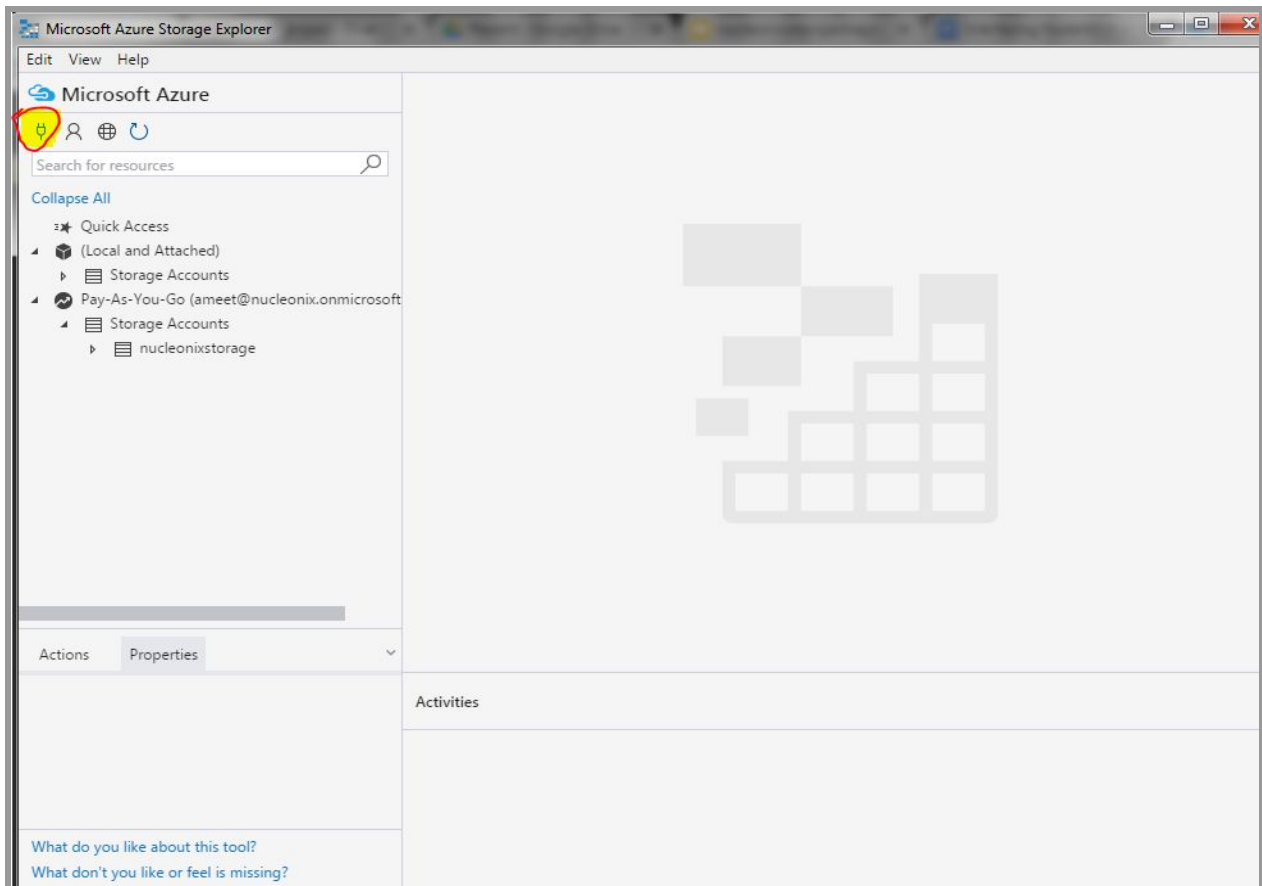 Microsoft Azure Storage Explorer
Edit View Help
Microsoft Azure
Search for resources
Collapse All
Quick Access
(Local and Attached)
Storage Accounts
Pay-As-You-Go (ameet@nucleonix.onmicrosoft
Storage Accounts
nucleonixstorage
Actions Properties
Activities
What do you like about this tool?
What don't you like or feel is missing?